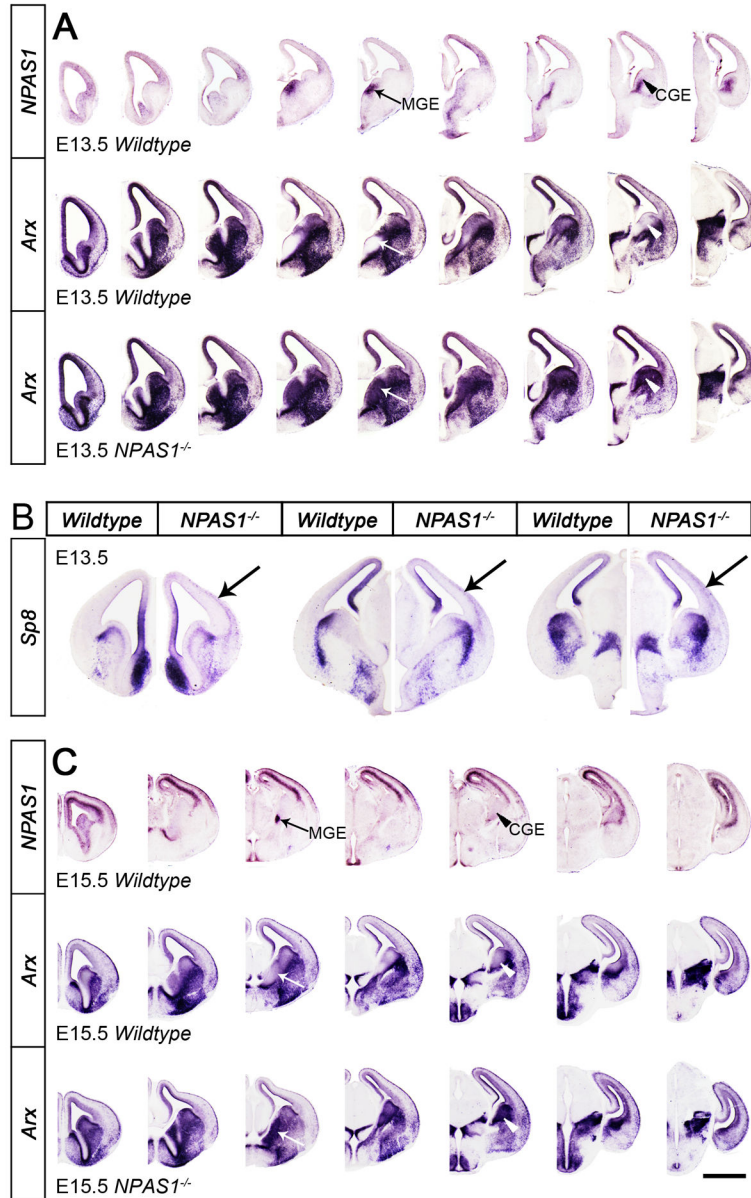 A
NPAS1
MGE
CGE
E13.5 Wildtype
Arx
E13.5 Wildtype
Arx
E13.5 NPAS1-/-
B
Wildtype NPAS1-/- Wildtype NPAS1-/- Wildtype NPAS1-/-
Sp8
E13.5
C
NPAS1
MGE
CGE
E15.5 Wildtype
Arx
E15.5 Wildtype
Arx
E15.5 NPAS1-/-